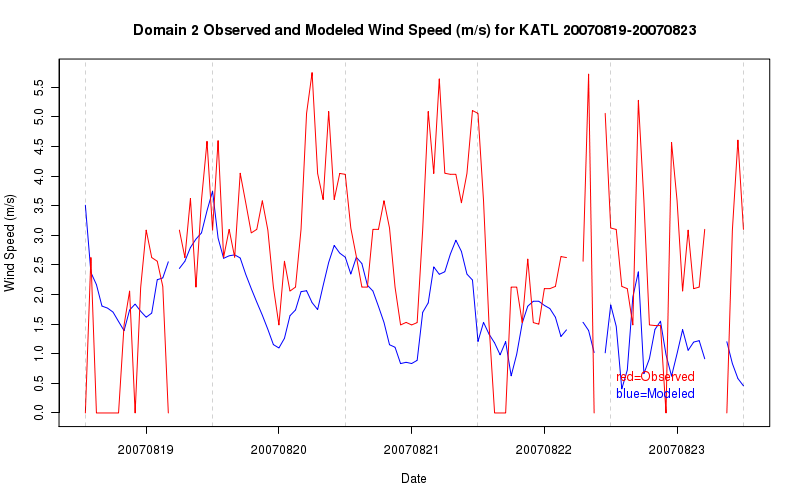 Domain 2 Observed and Modeled Wind Speed (m/s) for KATL 20070819-20070823
Wind Speed (m/s)
5.5
5.0
4.5
4.0
3.5
3.0
2.5
2.0
1.5
1.0
0.5
0.0
red=Observed
blue=Modeled
20070819 20070820 20070821 20070822 20070823
Date